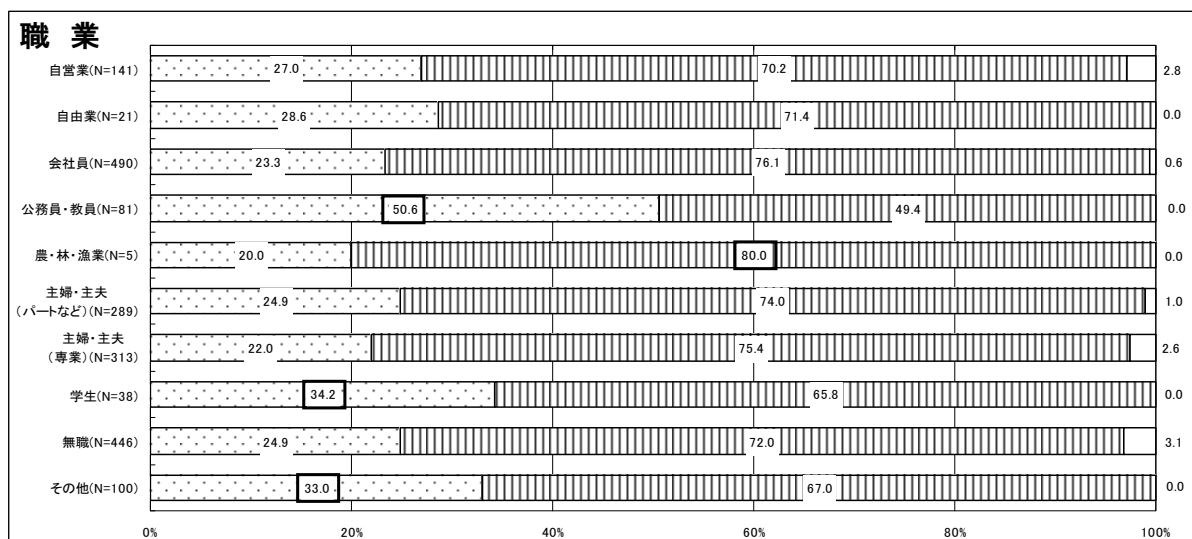 職 業
自営業(N=141) 27.0 70.2 2.8
自由業(N=21) 28.6 71.4 0.0
会社員(N=490) 23.3 76.1 0.6
公務員・教員(N=81) 50.6 49.4 0.0
農・林・漁業(N=5) 20.0 80.0 0.0
主婦・主夫
(パートなど)(N=289) 24.9 74.0 1.0
主婦・主夫
(専業)(N=313) 22.0 75.4 2.6
学生(N=38) 34.2 65.8 0.0
無職(N=446) 24.9 72.0 3.1
その他(N=100) 33.0 67.0 0.0
0% 20% 40% 60% 80% 100%